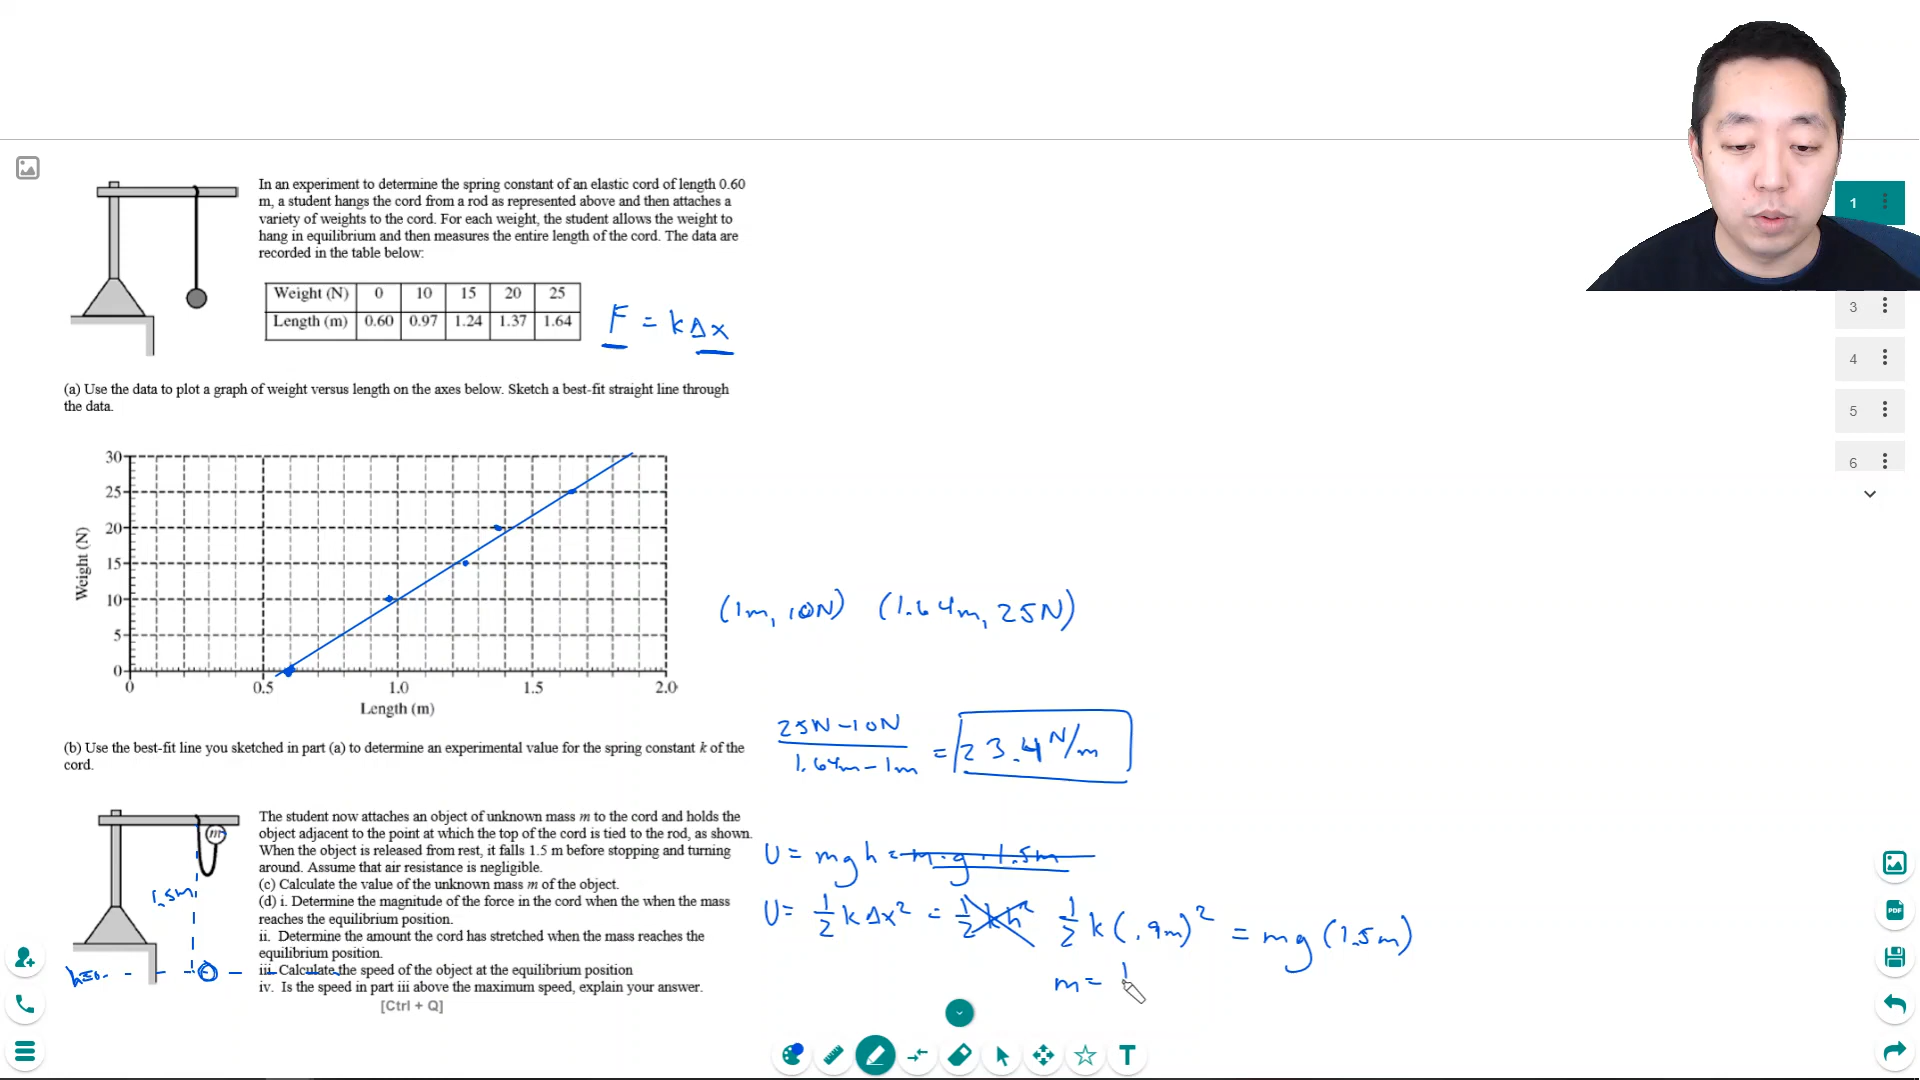 In an experiment to determine the spring constant of an elastic cord of length 0.60
m, a student hangs the cord from a rod as represented above and then attaches a
variety of weights to the cord. For each weight, the student allows the weight to
hang in equilibrium and then measures the entire length of the cord. The data are
recorded in the table below:
Weight (N) 0 10 15 20 25
Length (m) 0.60 0.97 1.24 1.37 1.64
F = kΔx
(a) Use the data to plot a graph of weight versus length on the axes below. Sketch a best-fit straight line through
the data.
30
25
20
15
10
5
0
Weight (N)
0 0.5 1.0 1.5 2.0
Length (m)
(1m, 10N) (1.64m, 25N)
(b) Use the best-fit line you sketched in part (a) to determine an experimental value for the spring constant k of the
cord.
25N-10N
1.64m-1m
= 23.4 N/m
m
1.5m
h=0
The student now attaches an object of unknown mass m to the cord and holds the
object adjacent to the point at which the top of the cord is tied to the rod, as shown.
When the object is released from rest, it falls 1.5 m before stopping and turning
around. Assume that air resistance is negligible.
(c) Calculate the value of the unknown mass m of the object.
(d) i. Determine the magnitude of the force in the cord when the when the mass
reaches the equilibrium position.
ii. Determine the amount the cord has stretched when the mass reaches the
equilibrium position.
iii. Calculate the speed of the object at the equilibrium position
iv. Is the speed in part iii above the maximum speed, explain your answer.
[Ctrl + Q]
U = mgh = m·g·1.5m
U = 1/2 kΔx² = 1/2 kh² 1/2 k(.9m)² = mg(1.5m)
m = 1
1
3
4
5
6
PDF
T